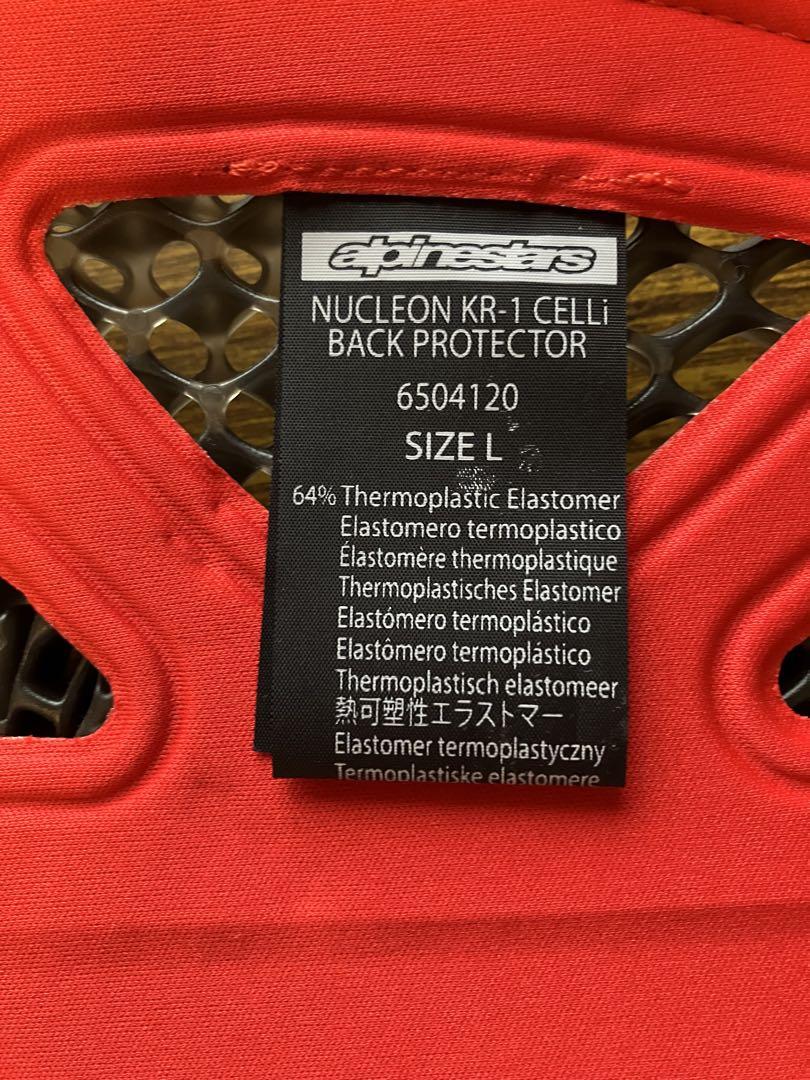 alpinestars
NUCLEON KR-1 CELLi
BACK PROTECTOR
6504120
SIZE L
64% Thermoplastic Elastomer
Elastomero termoplastico
Élastomère thermoplastique
Thermoplastisches Elastomer
Elastómero termoplástico
Elastômero termoplástico
Thermoplastisch elastomeer
熱可塑性エラストマー
Elastomer termoplastyczny
Termoplastiske elastomere